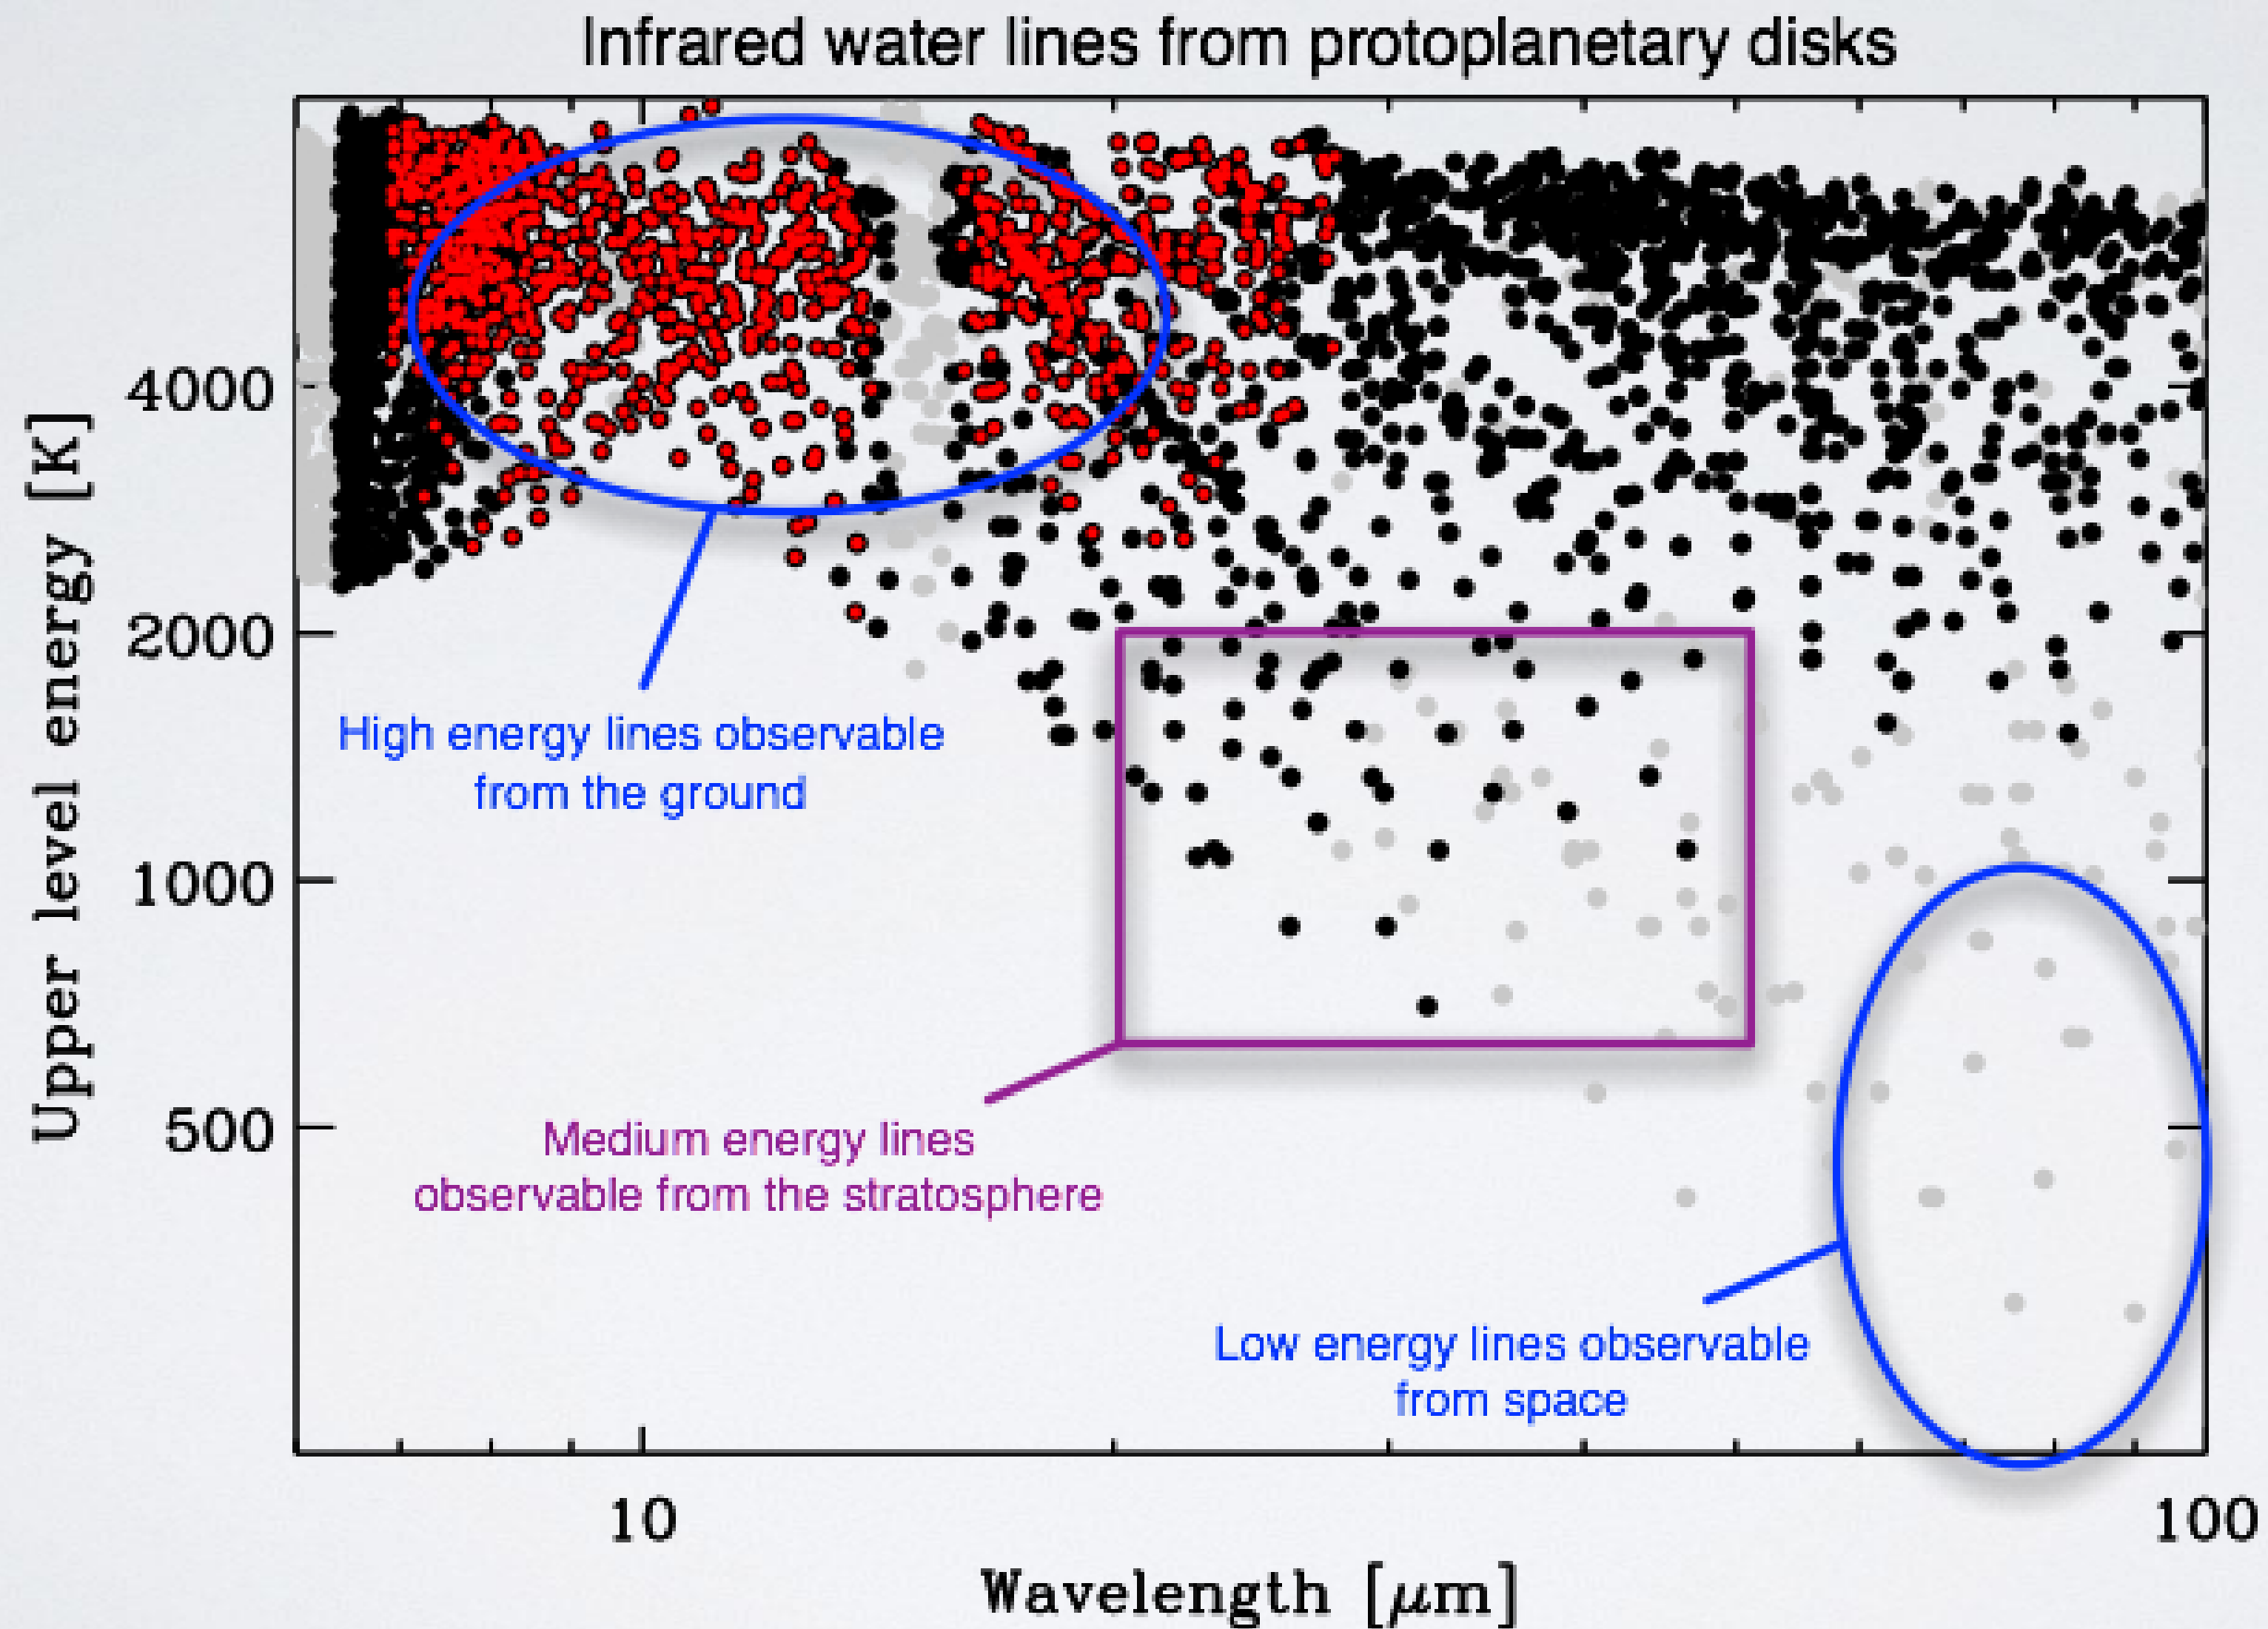 Infrared water lines from protoplanetary disks
Upper level energy [K]
4000
2000
1000
500
High energy lines observable
from the ground
Medium energy lines
observable from the stratosphere
Low energy lines observable
from space
10
100
Wavelength [μm]